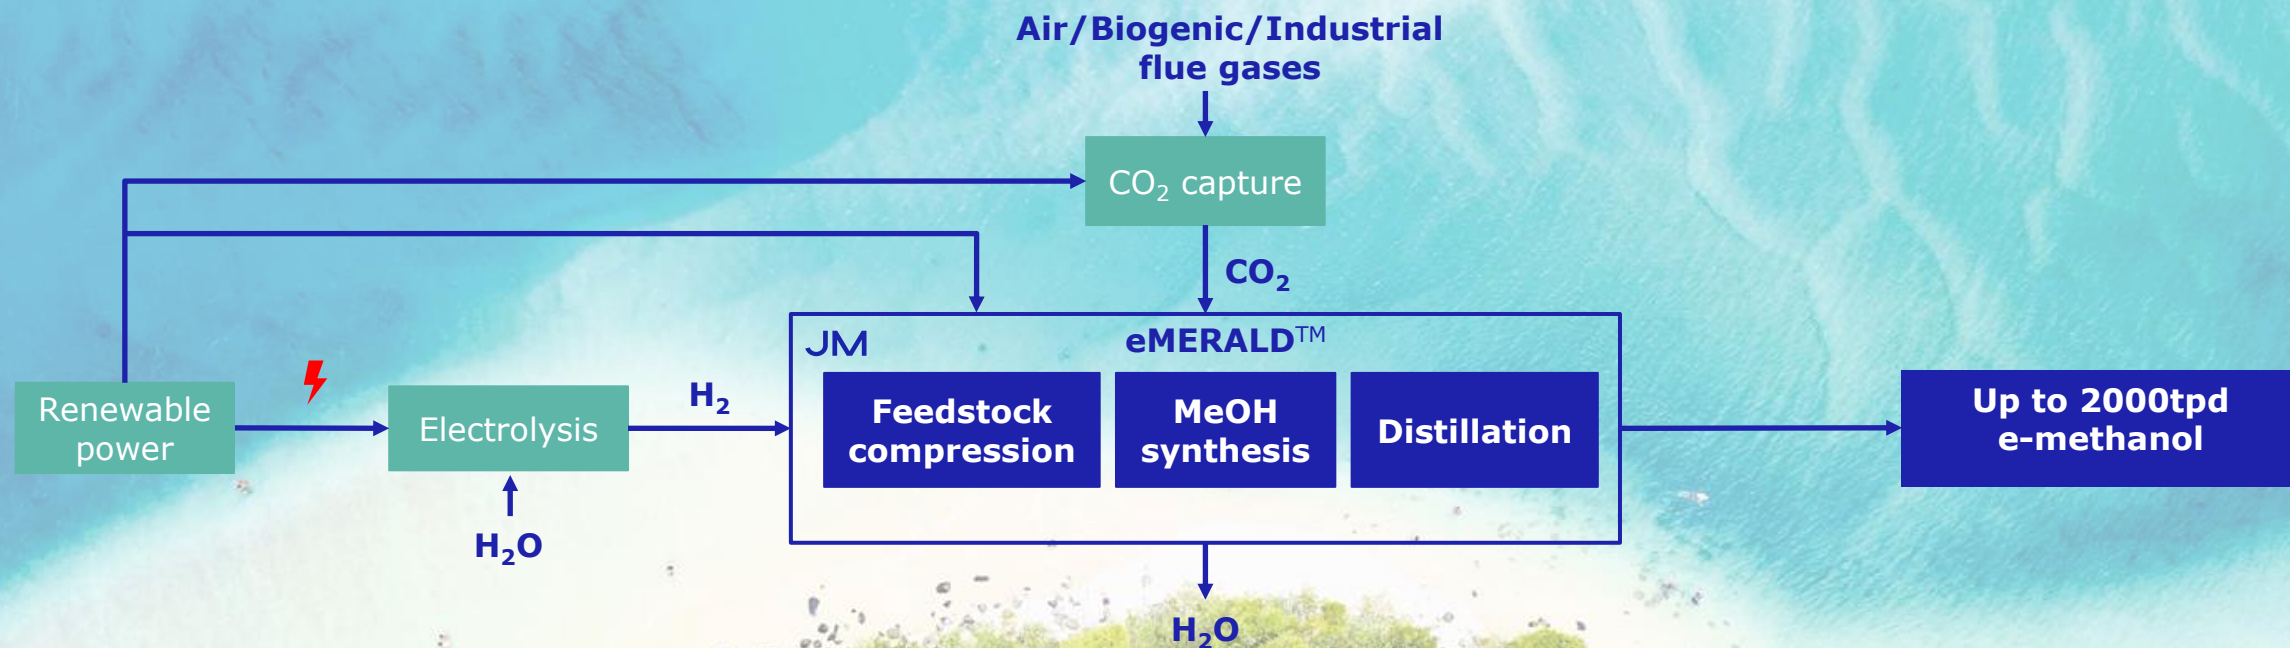 Air/Biogenic/Industrial
flue gases
CO₂ capture
CO₂
JM
eMERALD™
Renewable
power
Electrolysis
H₂
H₂O
Feedstock
compression
MeOH
synthesis
Distillation
Up to 2000tpd
e-methanol
H₂O